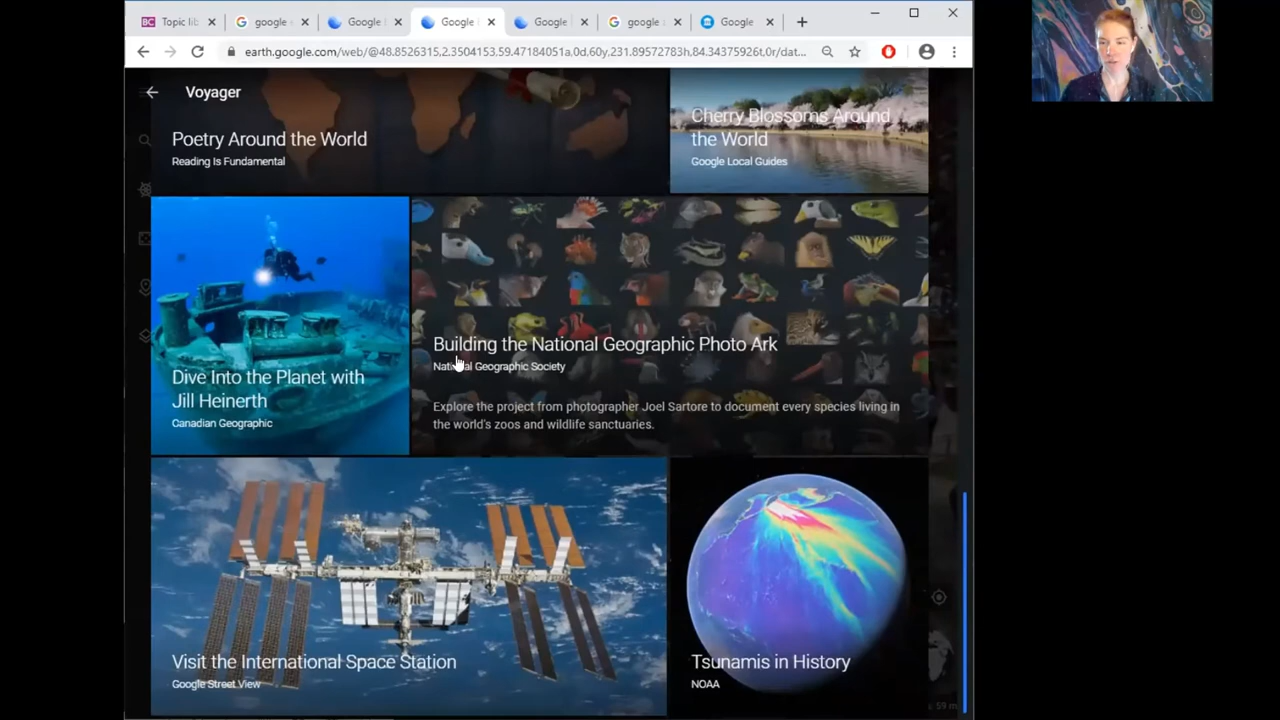 Topic lib
google e
Google E
Google E
Google E
google l
Google
earth.google.com/web/@48.8526315,2.3504153,59.47184051a,0d,60y,231.89572783h,84.34375926t,0r/dat...
Voyager
Poetry Around the World
Reading Is Fundamental
Cherry Blossoms Around
the World
Google Local Guides
Dive Into the Planet with
Jill Heinerth
Canadian Geographic
Building the National Geographic Photo Ark
National Geographic Society
Explore the project from photographer Joel Sartore to document every species living in
the world's zoos and wildlife sanctuaries.
Visit the International Space Station
Google Street View
Tsunamis in History
NOAA
59 m